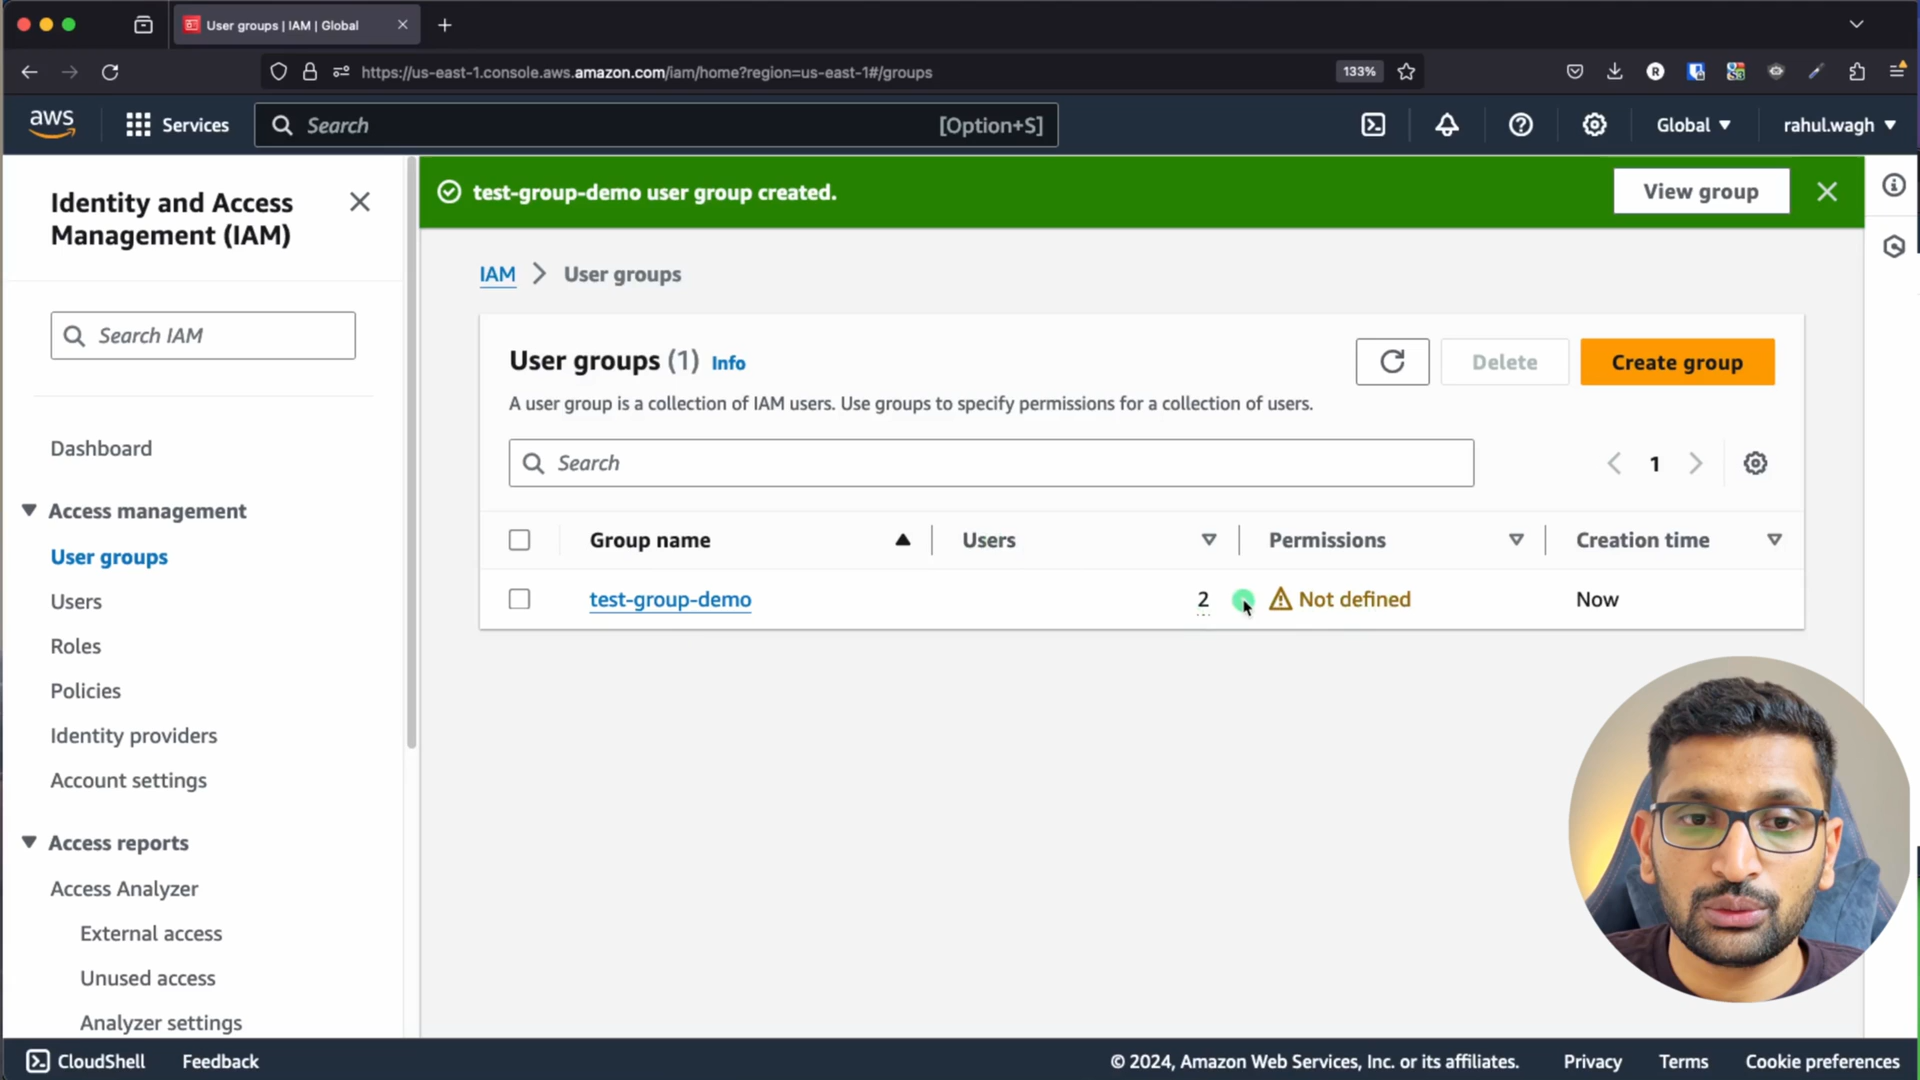 User groups | IAM | Global
https://us-east-1.console.aws.amazon.com/iam/home?region=us-east-1#/groups
133%
R
aws
Services
Search
[Option+S]
Global
rahul.wagh
Identity and Access
Management (IAM)
Search IAM
Dashboard
Access management
User groups
Users
Roles
Policies
Identity providers
Account settings
Access reports
Access Analyzer
External access
Unused access
Analyzer settings
test-group-demo user group created.
View group
IAM
User groups
User groups (1) Info
Delete
Create group
A user group is a collection of IAM users. Use groups to specify permissions for a collection of users.
Search
1
Group name
Users
Permissions
Creation time
test-group-demo
2
Not defined
Now
CloudShell
Feedback
© 2024, Amazon Web Services, Inc. or its affiliates.
Privacy
Terms
Cookie preferences